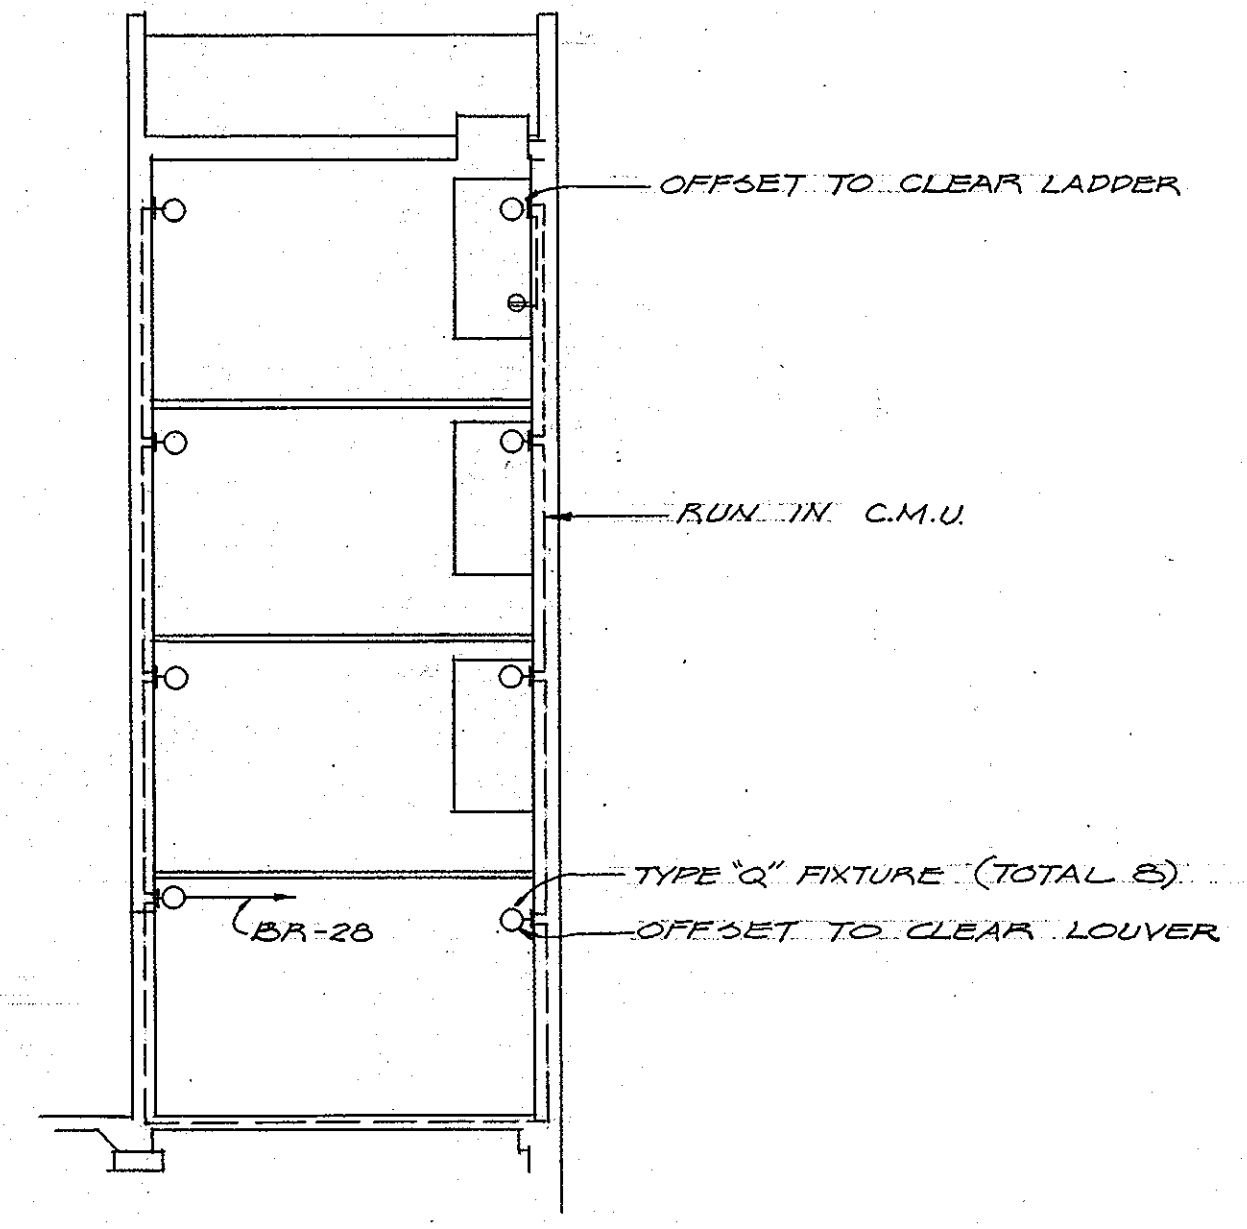 OFFSET TO CLEAR LADDER
RUN IN C.M.U.
TYPE "Q" FIXTURE (TOTAL 8)
BR-28
OFFSET TO CLEAR LOUVER